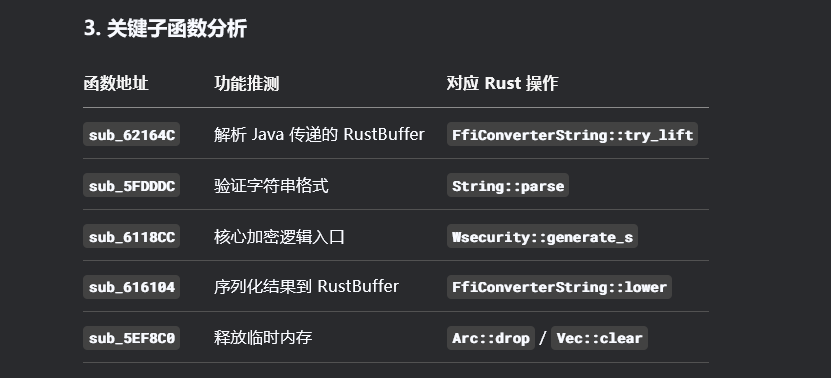 3. 关键子函数分析
函数地址 功能推测 对应 Rust 操作
sub_62164C 解析 Java 传递的 RustBuffer FfiConverterString::try_lift
sub_5FDDDC 验证字符串格式 String::parse
sub_6118CC 核心加密逻辑入口 Wsecurity::generate_s
sub_616104 序列化结果到 RustBuffer FfiConverterString::lower
sub_5EF8C0 释放临时内存 Arc::drop / Vec::clear